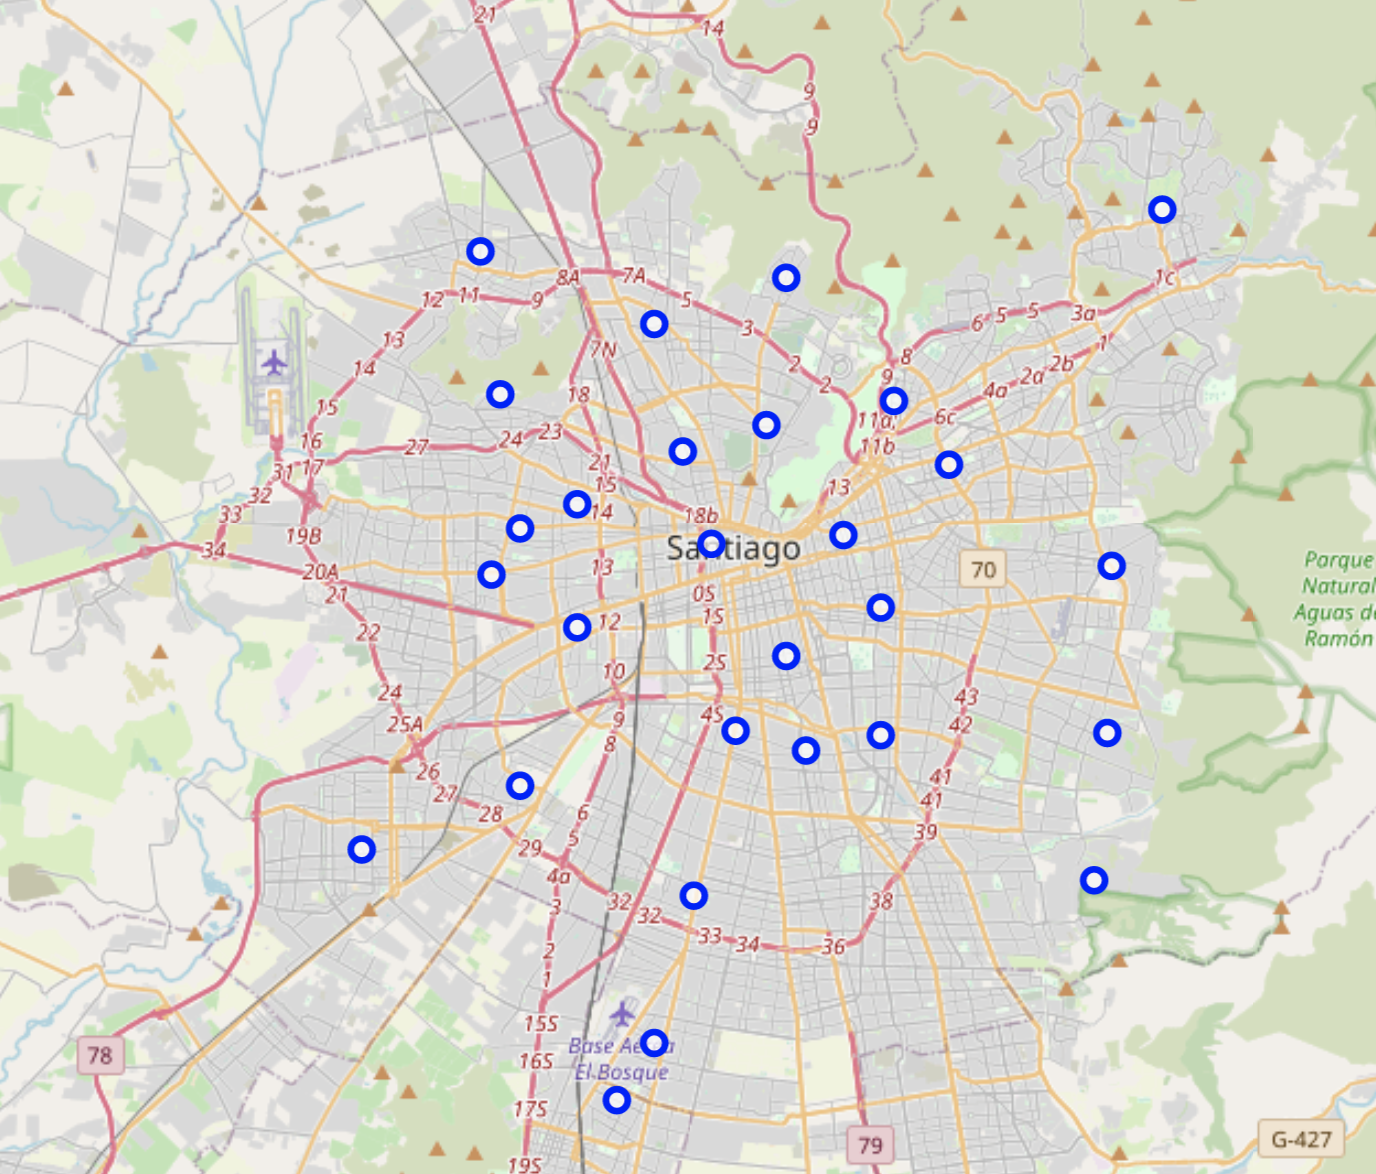 21
14
9
9
8A
7A
12
11
9
5
1c
3
6
5
5
3a
13
7N
14
2
8
1
2b
2
9
2a
18
4a
15
11a
6c
16
27
24
23
11b
31
17
21
32
15
13
33
14
18b
19B
34
Santiago
13
20A
70
Parque
Natural
Aguas de
Ramón
21
0S
1S
22
12
2S
10
24
43
4S
25A
9
42
8
26
41
27
41
28
6
39
5
29
4a
38
32
3
32
33
34
36
2
1
15S
Base Aérea
El Bosque
78
16S
17S
79
G-427
19S